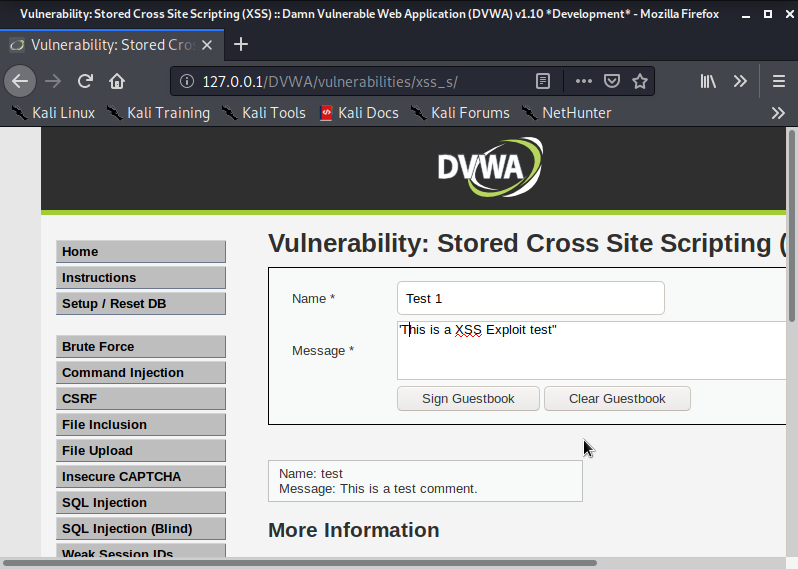 Vulnerability: Stored Cross Site Scripting (XSS) :: Damn Vulnerable Web Application (DVWA) v1.10 *Development* - Mozilla Firefox
Vulnerability: Stored Cro
127.0.0.1/DVWA/vulnerabilities/xss_s/
Kali Linux Kali Training Kali Tools Kali Docs Kali Forums NetHunter
DVWA
Home
Instructions
Setup / Reset DB
Brute Force
Command Injection
CSRF
File Inclusion
File Upload
Insecure CAPTCHA
SQL Injection
SQL Injection (Blind)
Weak Session IDs
Vulnerability: Stored Cross Site Scripting (
Name * Test 1
Message * 'This is a XSS Exploit test"
Sign Guestbook Clear Guestbook
Name: test
Message: This is a test comment.
More Information